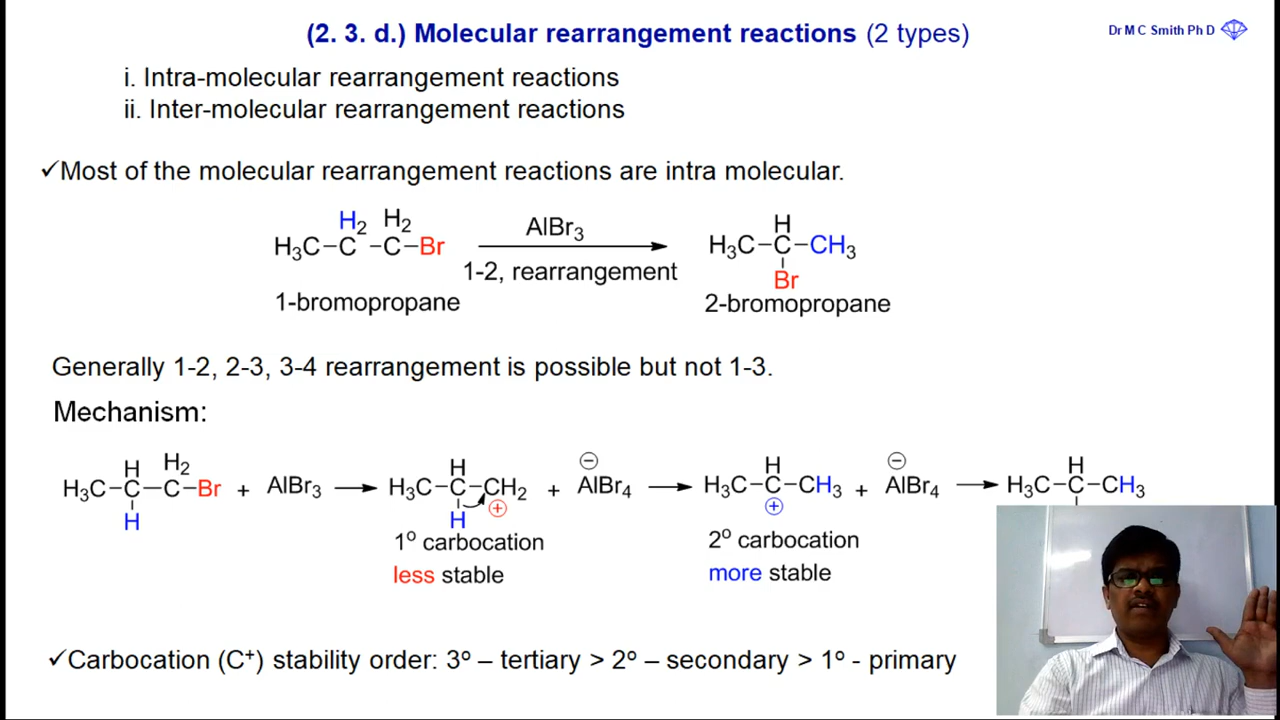 (2. 3. d.) Molecular rearrangement reactions (2 types)
Dr M C Smith Ph D
i. Intra-molecular rearrangement reactions
ii. Inter-molecular rearrangement reactions
✓Most of the molecular rearrangement reactions are intra molecular.
H₂ H₂ AlBr₃ H
H₃C–C–C–Br H₃C–C–CH₃
1-2, rearrangement Br
1-bromopropane 2-bromopropane
Generally 1-2, 2-3, 3-4 rearrangement is possible but not 1-3.
Mechanism:
H H₂ H ⊖ H ⊖ H
H₃C–C–C–Br + AlBr₃ H₃C–C–CH₂ + AlBr₄ H₃C–C–CH₃ + AlBr₄ H₃C–C–CH₃
H H ⊕ ⊕
1º carbocation 2º carbocation
less stable more stable
✓Carbocation (C⁺) stability order: 3º – tertiary > 2º – secondary > 1º - primary